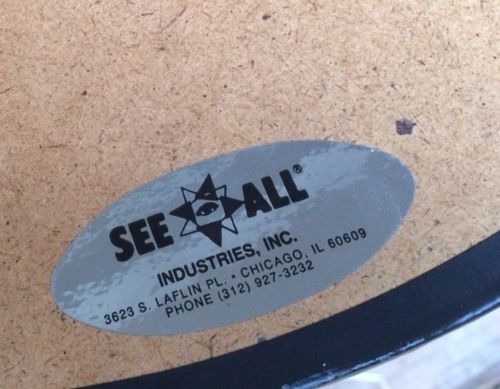 SEE ALL®
INDUSTRIES, INC.
3623 S. LAFLIN PL. • CHICAGO, IL 60609
PHONE (312) 927-3232